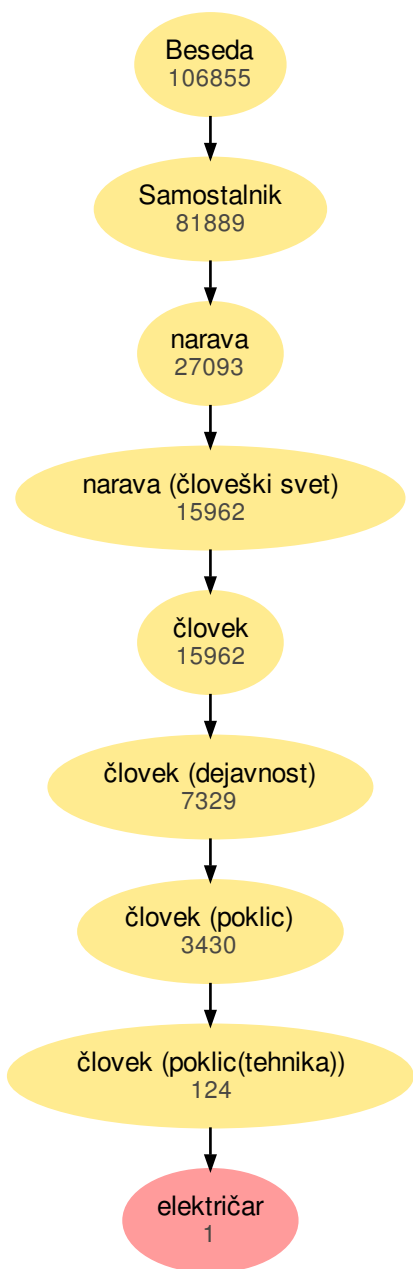 Beseda
106855
Samostalnik
81889
narava
27093
narava (človeški svet)
15962
človek
15962
človek (dejavnost)
7329
človek (poklic)
3430
človek (poklic(tehnika))
124
električar
1